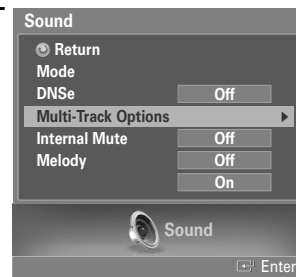 Sound
Return
Mode
DNSe Off
Multi-Track Options
Internal Mute Off
Melody Off
On
Sound
Enter